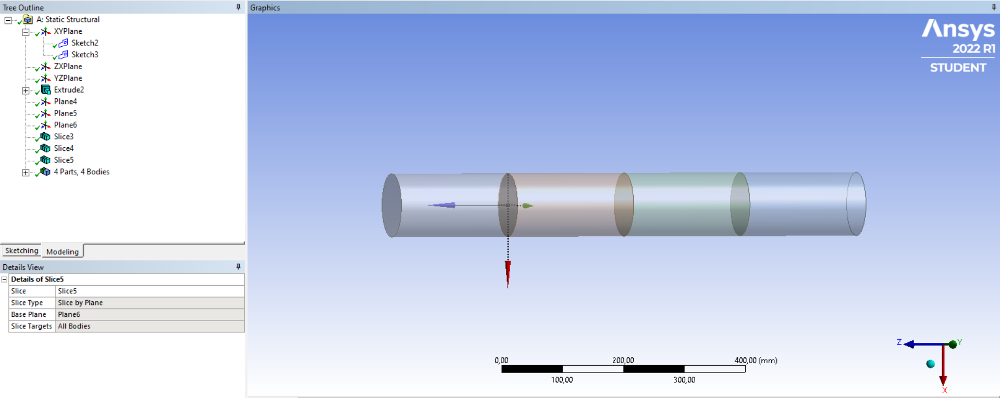 Tree Outline
A: Static Structural
XYPlane
Sketch2
Sketch3
ZXPlane
YZPlane
Extrude2
Plane4
Plane5
Plane6
Slice3
Slice4
Slice5
4 Parts, 4 Bodies
Sketching Modeling
Details View
Details of Slice5
Slice Slice5
Slice Type Slice by Plane
Base Plane Plane6
Slice Targets All Bodies
Graphics
Ansys
2022 R1
STUDENT
0,00 200,00 400,00 (mm)
100,00 300,00
Z Y
X